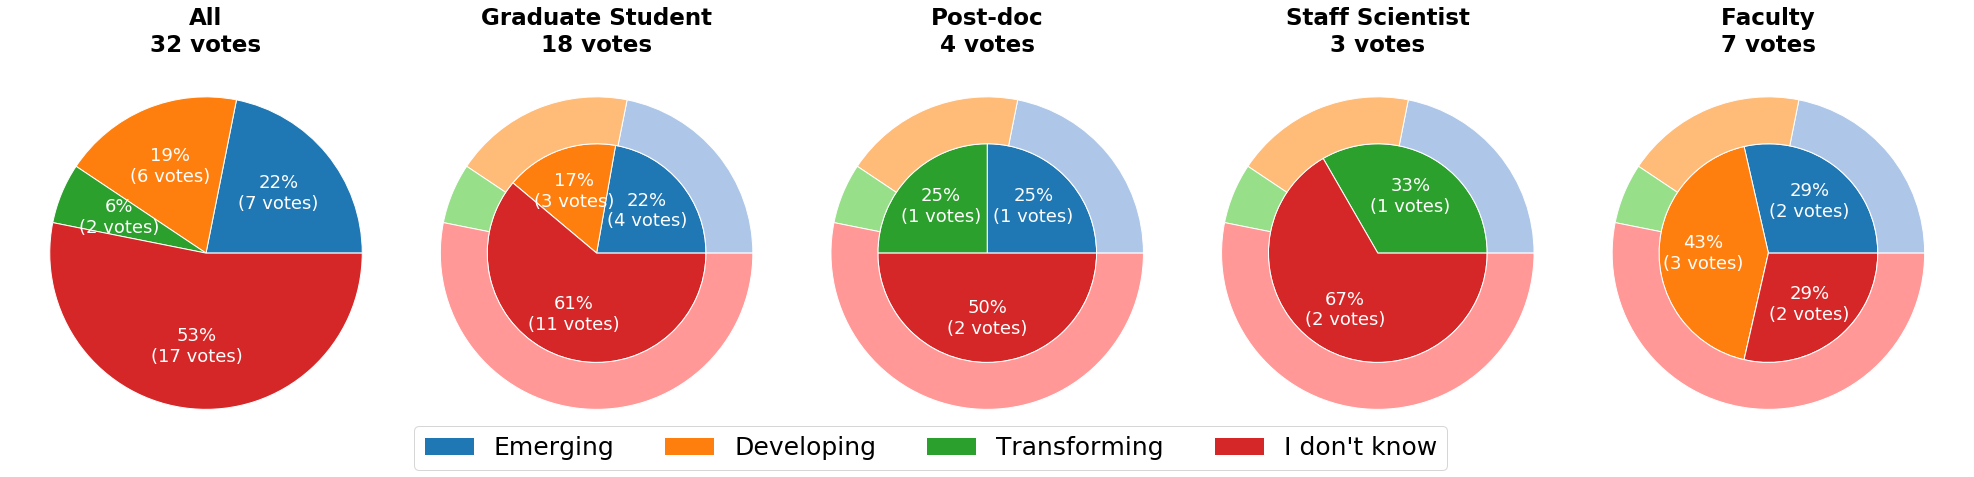 All
32 votes
Graduate Student
18 votes
Post-doc
4 votes
Staff Scientist
3 votes
Faculty
7 votes
22%
(7 votes)
19%
(6 votes)
6%
(2 votes)
53%
(17 votes)
22%
(4 votes)
17%
(3 votes)
61%
(11 votes)
25%
(1 votes)
25%
(1 votes)
50%
(2 votes)
33%
(1 votes)
67%
(2 votes)
29%
(2 votes)
43%
(3 votes)
29%
(2 votes)
Emerging
Developing
Transforming
I don't know